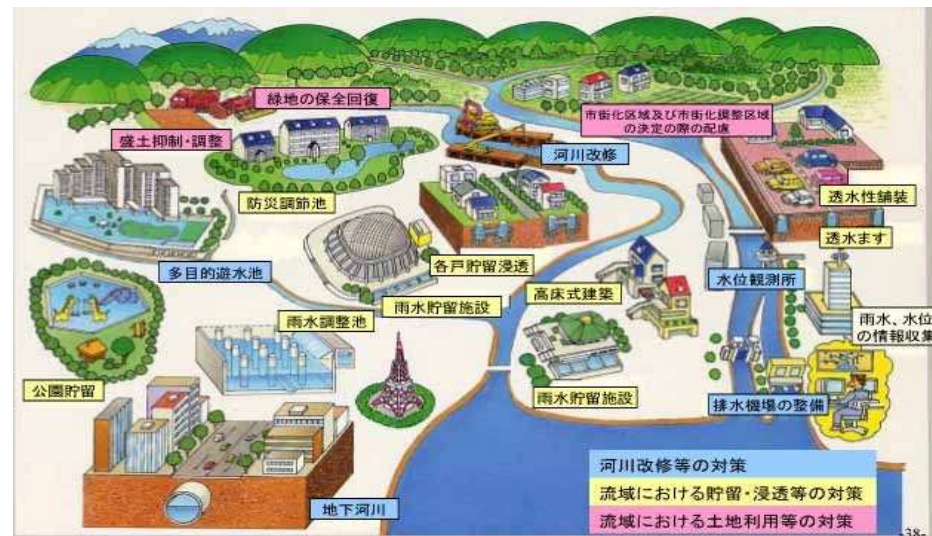 緑地の保全回復
市街化区域及び市街化調整区域
の決定の際の配慮
盛土抑制・調整
河川改修
防災調節池
透水性舗装
透水ます
各戸貯留浸透
多目的遊水池
水位観測所
高床式建築
雨水貯留施設
雨水調整池
雨水、水位
の情報収集
公園貯留
雨水貯留施設
排水機場の整備
地下河川
河川改修等の対策
流域における貯留・浸透等の対策
流域における土地利用等の対策
-38-